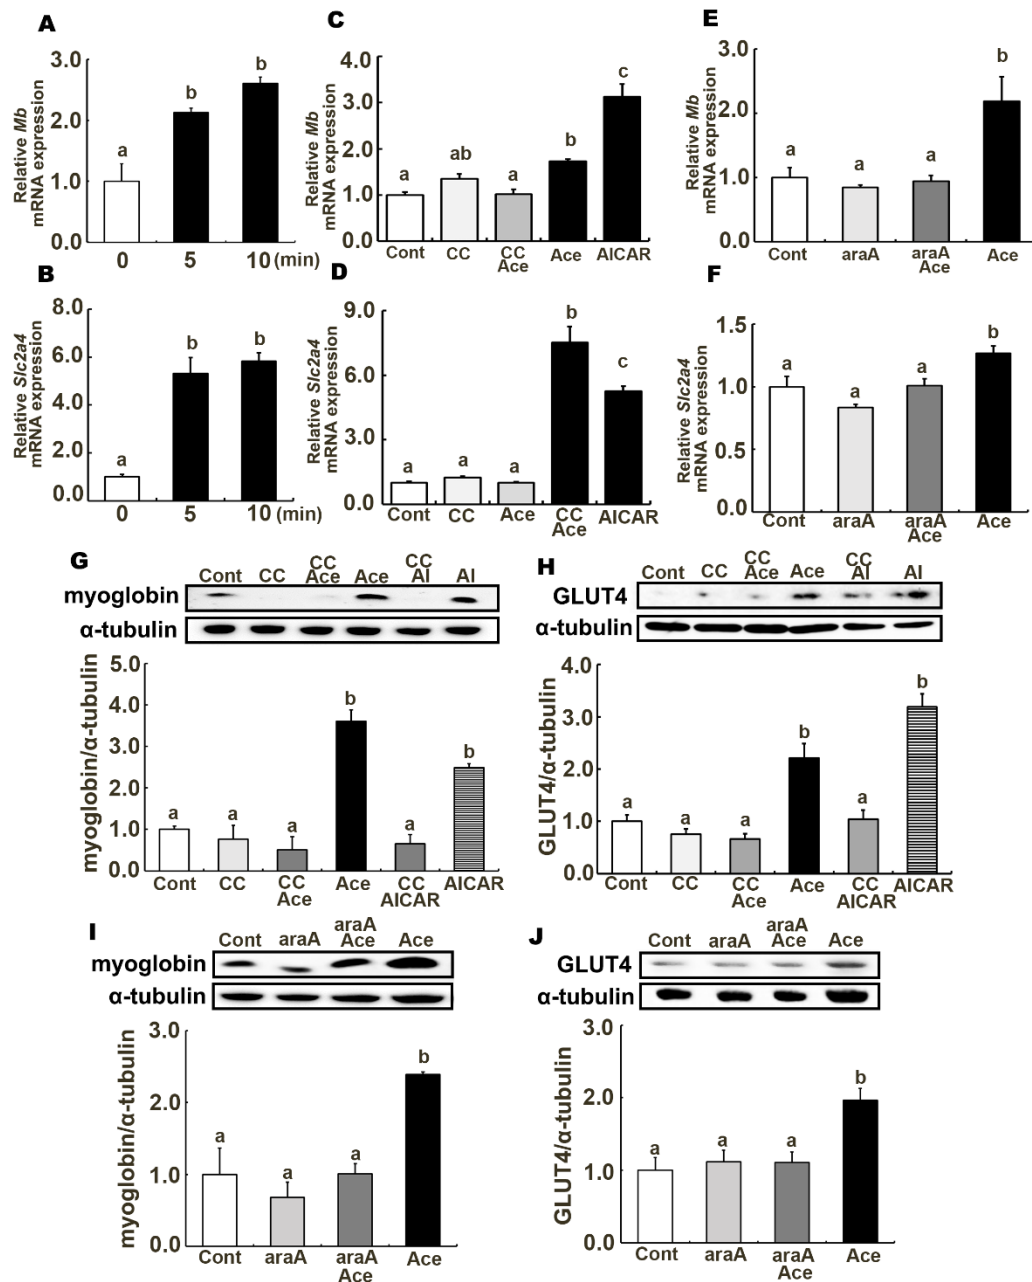 A
Relative Mb
mRNA expression
3.0
2.0
1.0
0.0
a
b
b
0
5
10 (min)
C
Relative Mb
mRNA expression
4.0
3.0
2.0
1.0
0.0
a
ab
a
b
c
Cont
CC
CC
Ace
Ace
AICAR
E
Relative Mb
mRNA expression
3.0
2.0
1.0
0.0
a
a
a
b
Cont
araA
araA
Ace
Ace
B
Relative Slc2a4
mRNA expression
8.0
6.0
4.0
2.0
0.0
a
b
b
0
5
10 (min)
D
Relative Slc2a4
mRNA expression
9.0
6.0
3.0
0.0
a
a
a
b
c
Cont
CC
Ace
CC
Ace
AICAR
F
Relative Slc2a4
mRNA expression
1.5
1.0
0.5
0.0
a
a
a
b
Cont
araA
araA
Ace
Ace
G
Cont
CC
CC
Ace
Ace
CC
AI
AI
myoglobin
α-tubulin
myoglobin/α-tubulin
5.0
4.0
3.0
2.0
1.0
0.0
a
a
a
b
a
b
Cont
CC
CC
Ace
Ace
CC
AICAR
AICAR
H
Cont
CC
CC
Ace
Ace
CC
AI
AI
GLUT4
α-tubulin
GLUT4/α-tubulin
4.0
3.0
2.0
1.0
0.0
a
a
a
b
a
b
Cont
CC
CC
Ace
Ace
CC
AICAR
AICAR
I
Cont
araA
araA
Ace
Ace
myoglobin
α-tubulin
myoglobin/α-tubulin
3.0
2.0
1.0
0.0
a
a
a
b
Cont
araA
araA
Ace
Ace
J
Cont
araA
araA
Ace
Ace
GLUT4
α-tubulin
GLUT4/α-tubulin
3.0
2.0
1.0
0.0
a
a
a
b
Cont
araA
araA
Ace
Ace